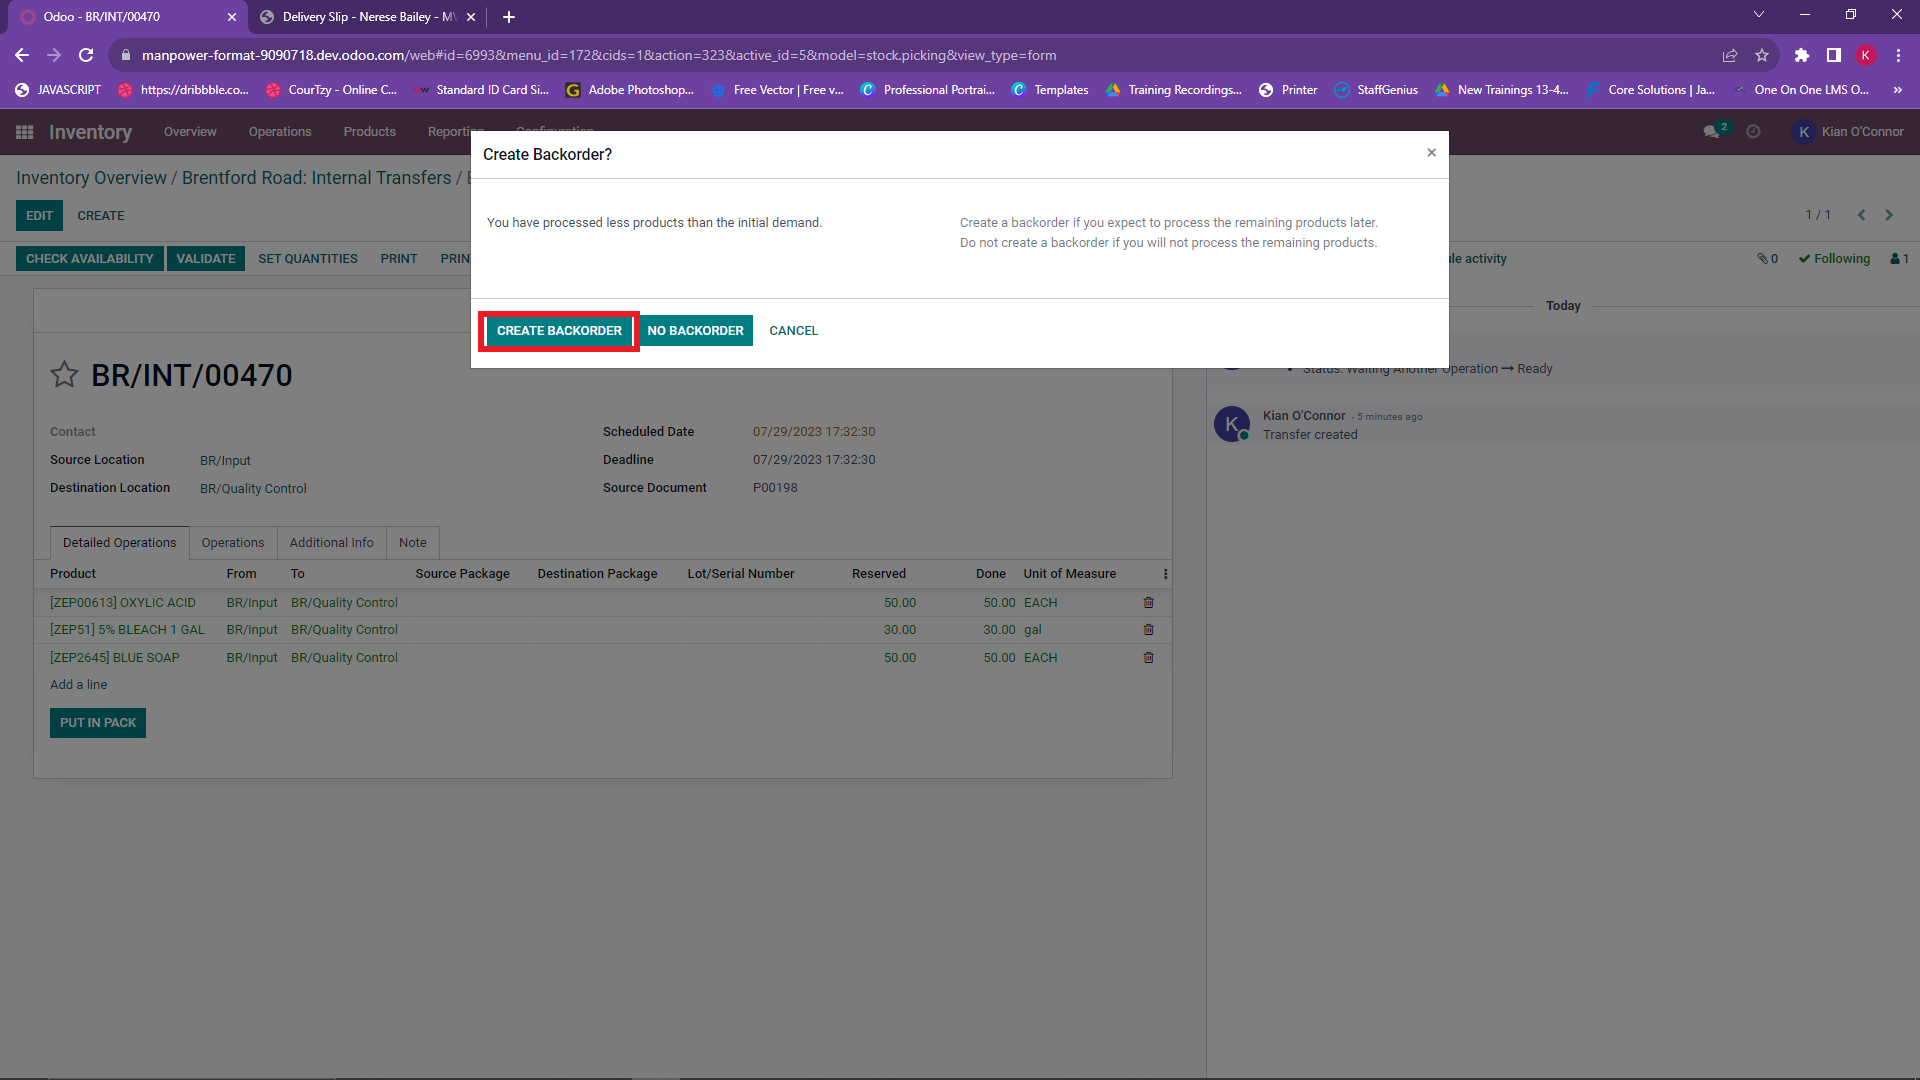 Odoo - BR/INT/00470
Delivery Slip - Nerese Bailey - M
manpower-format-9090718.dev.odoo.com/web#id=6993&menu_id=172&cids=1&action=323&active_id=5&model=stock.picking&view_type=form
K
JAVASCRIPT https://dribbble.co... CourTzy - Online C... Standard ID Card Si... Adobe Photoshop... Free Vector | Free v... Professional Portrai... Templates Training Recordings... Printer StaffGenius New Trainings 13-4... Core Solutions | Ja... One On One LMS O... »
Inventory Overview Operations Products Reporting Configuration 2 K Kian O'Connor
Create Backorder?
Inventory Overview / Brentford Road: Internal Transfers /
EDIT CREATE
1 / 1
You have processed less products than the initial demand.
Create a backorder if you expect to process the remaining products later.
Do not create a backorder if you will not process the remaining products.
CHECK AVAILABILITY VALIDATE SET QUANTITIES PRINT PRIN
le activity 0 Following 1
Today
CREATE BACKORDER NO BACKORDER CANCEL
Status: Waiting Another Operation → Ready
BR/INT/00470
K Kian O'Connor - 5 minutes ago
Transfer created
Contact
Scheduled Date 07/29/2023 17:32:30
Source Location BR/Input
Deadline 07/29/2023 17:32:30
Destination Location BR/Quality Control
Source Document P00198
Detailed Operations Operations Additional Info Note
Product From To Source Package Destination Package Lot/Serial Number Reserved Done Unit of Measure
[ZEP00613] OXYLIC ACID BR/Input BR/Quality Control 50.00 50.00 EACH
[ZEP51] 5% BLEACH 1 GAL BR/Input BR/Quality Control 30.00 30.00 gal
[ZEP2645] BLUE SOAP BR/Input BR/Quality Control 50.00 50.00 EACH
Add a line
PUT IN PACK